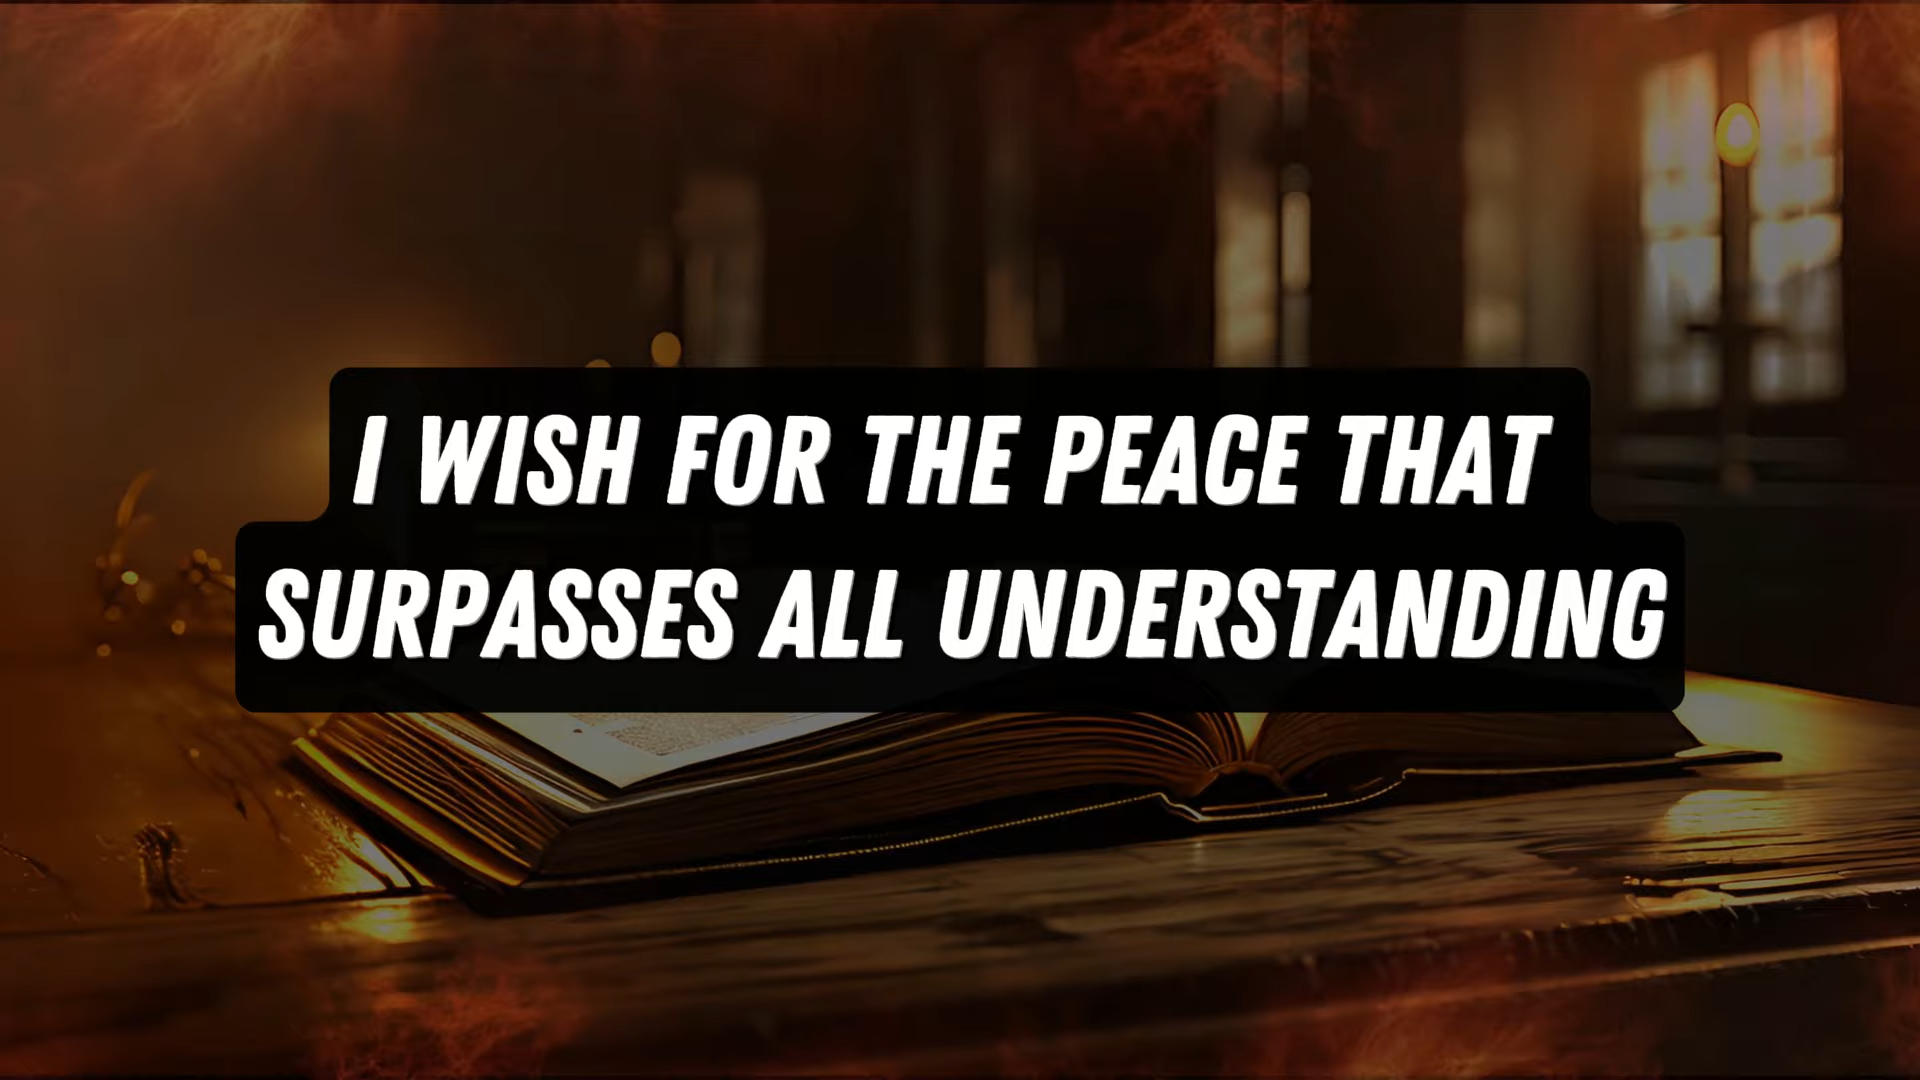 I WISH FOR THE PEACE THAT
SURPASSES ALL UNDERSTANDING